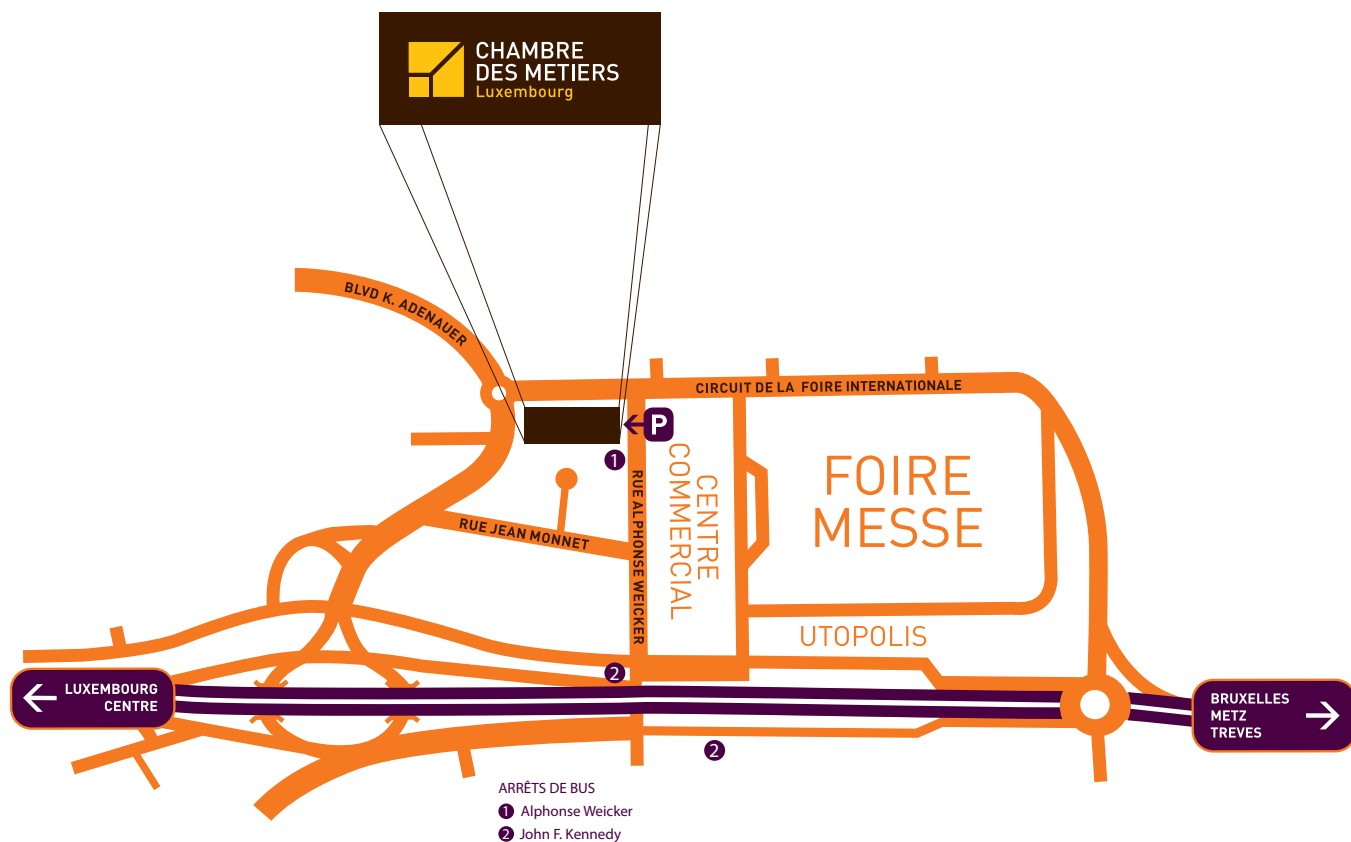 CHAMBRE
DES METIERS
Luxembourg
BLVD K. ADENAUER
CIRCUIT DE LA FOIRE INTERNATIONALE
P
1
RUE ALPHONSE WEICKER
CENTRE
COMMERCIAL
FOIRE
MESSE
RUE JEAN MONNET
UTOPOLIS
2
LUXEMBOURG
CENTRE
BRUXELLES
METZ
TREVES
2
ARRÊTS DE BUS
1 Alphonse Weicker
2 John F. Kennedy